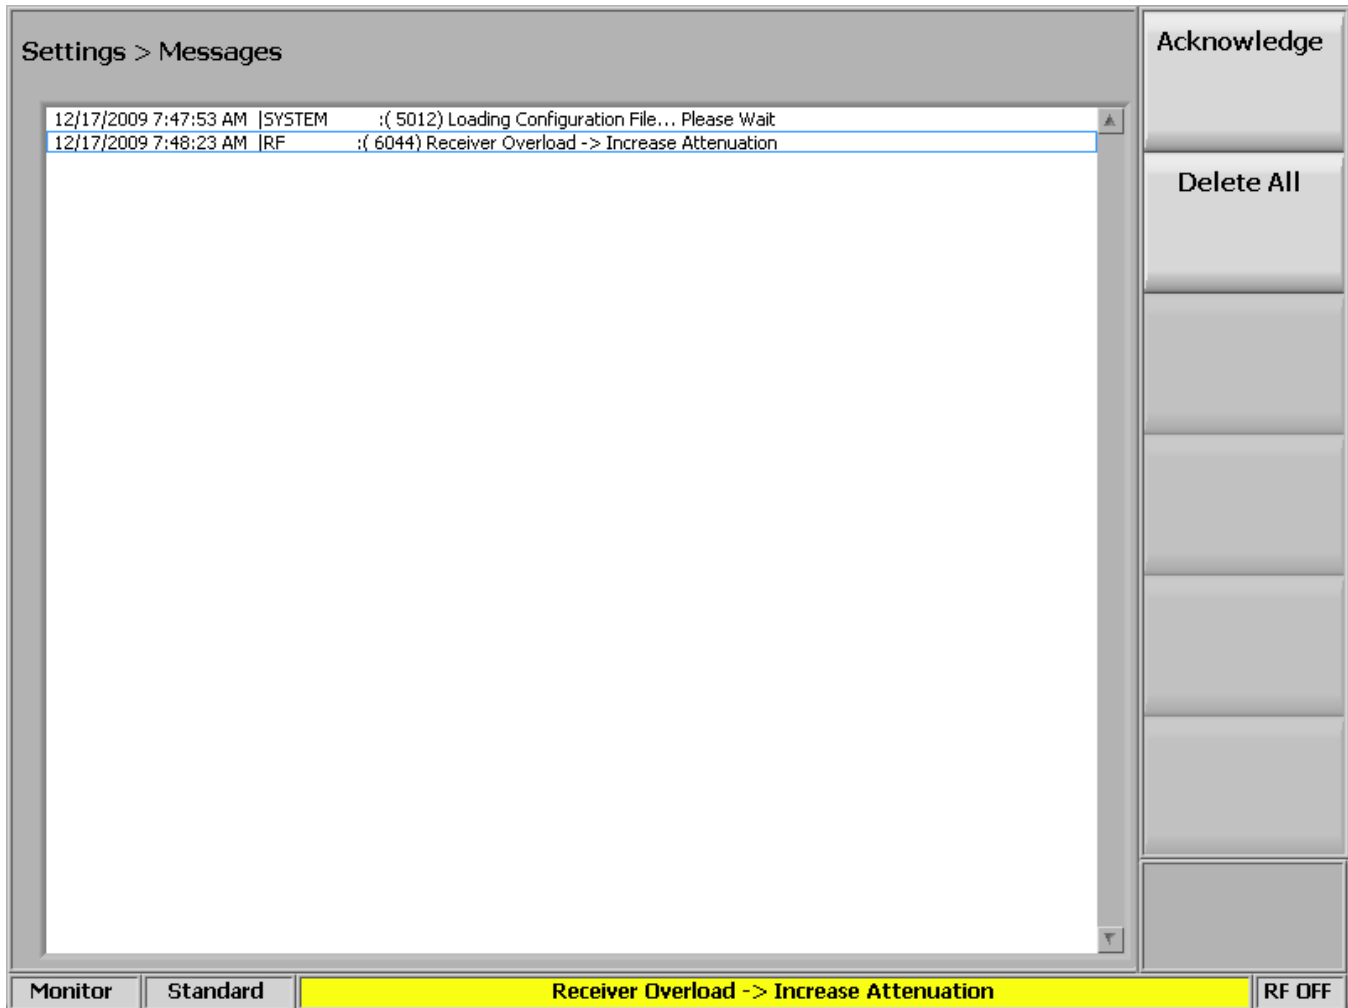 Settings > Messages
Acknowledge
12/17/2009 7:47:53 AM |SYSTEM :( 5012) Loading Configuration File... Please Wait
12/17/2009 7:48:23 AM |RF :( 6044) Receiver Overload -> Increase Attenuation
Delete All
Monitor
Standard
Receiver Overload -> Increase Attenuation
RF OFF